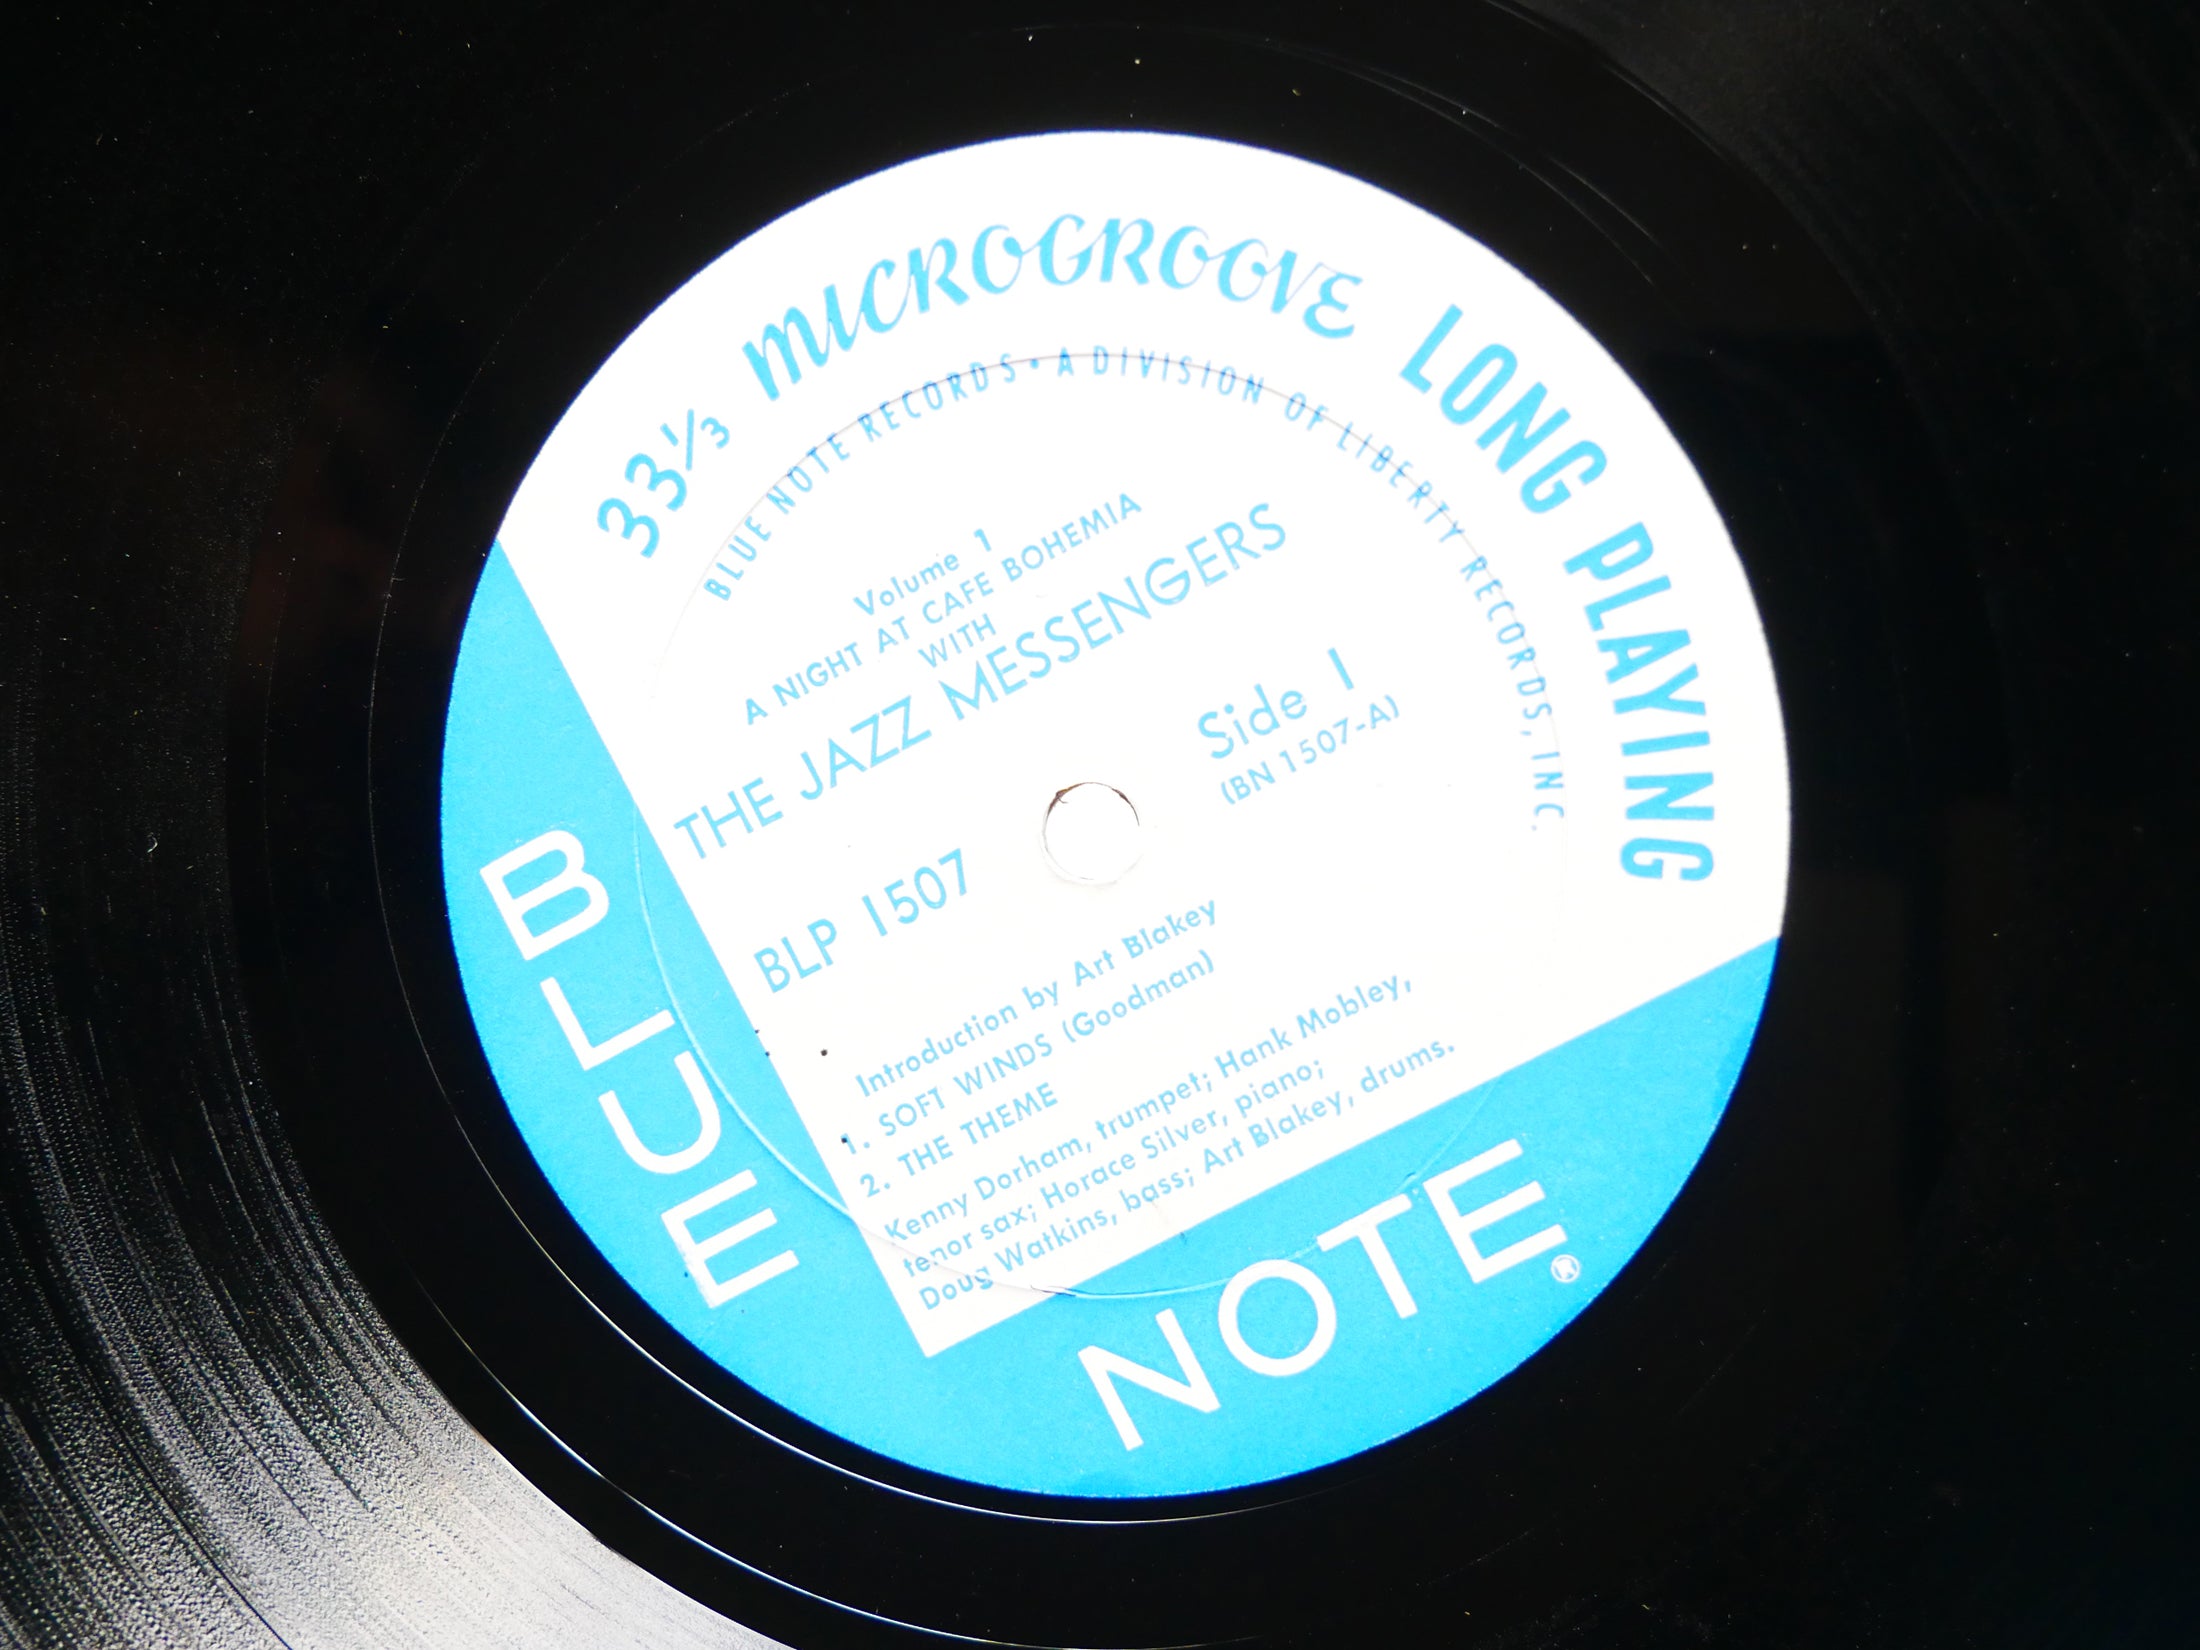 33⅓ MICROGROOVE LONG PLAYING
BLUE NOTE RECORDS • A DIVISION OF LIBERTY RECORDS, INC.
Volume 1
A NIGHT AT CAFE BOHEMIA
WITH
THE JAZZ MESSENGERS
Side 1
(BN 1507-A)
BLP 1507
Introduction by Art Blakey
1. SOFT WINDS (Goodman)
2. THE THEME
Kenny Dorham, trumpet; Hank Mobley,
tenor sax; Horace Silver, piano;
Doug Watkins, bass; Art Blakey, drums.
BLUE
NOTE®